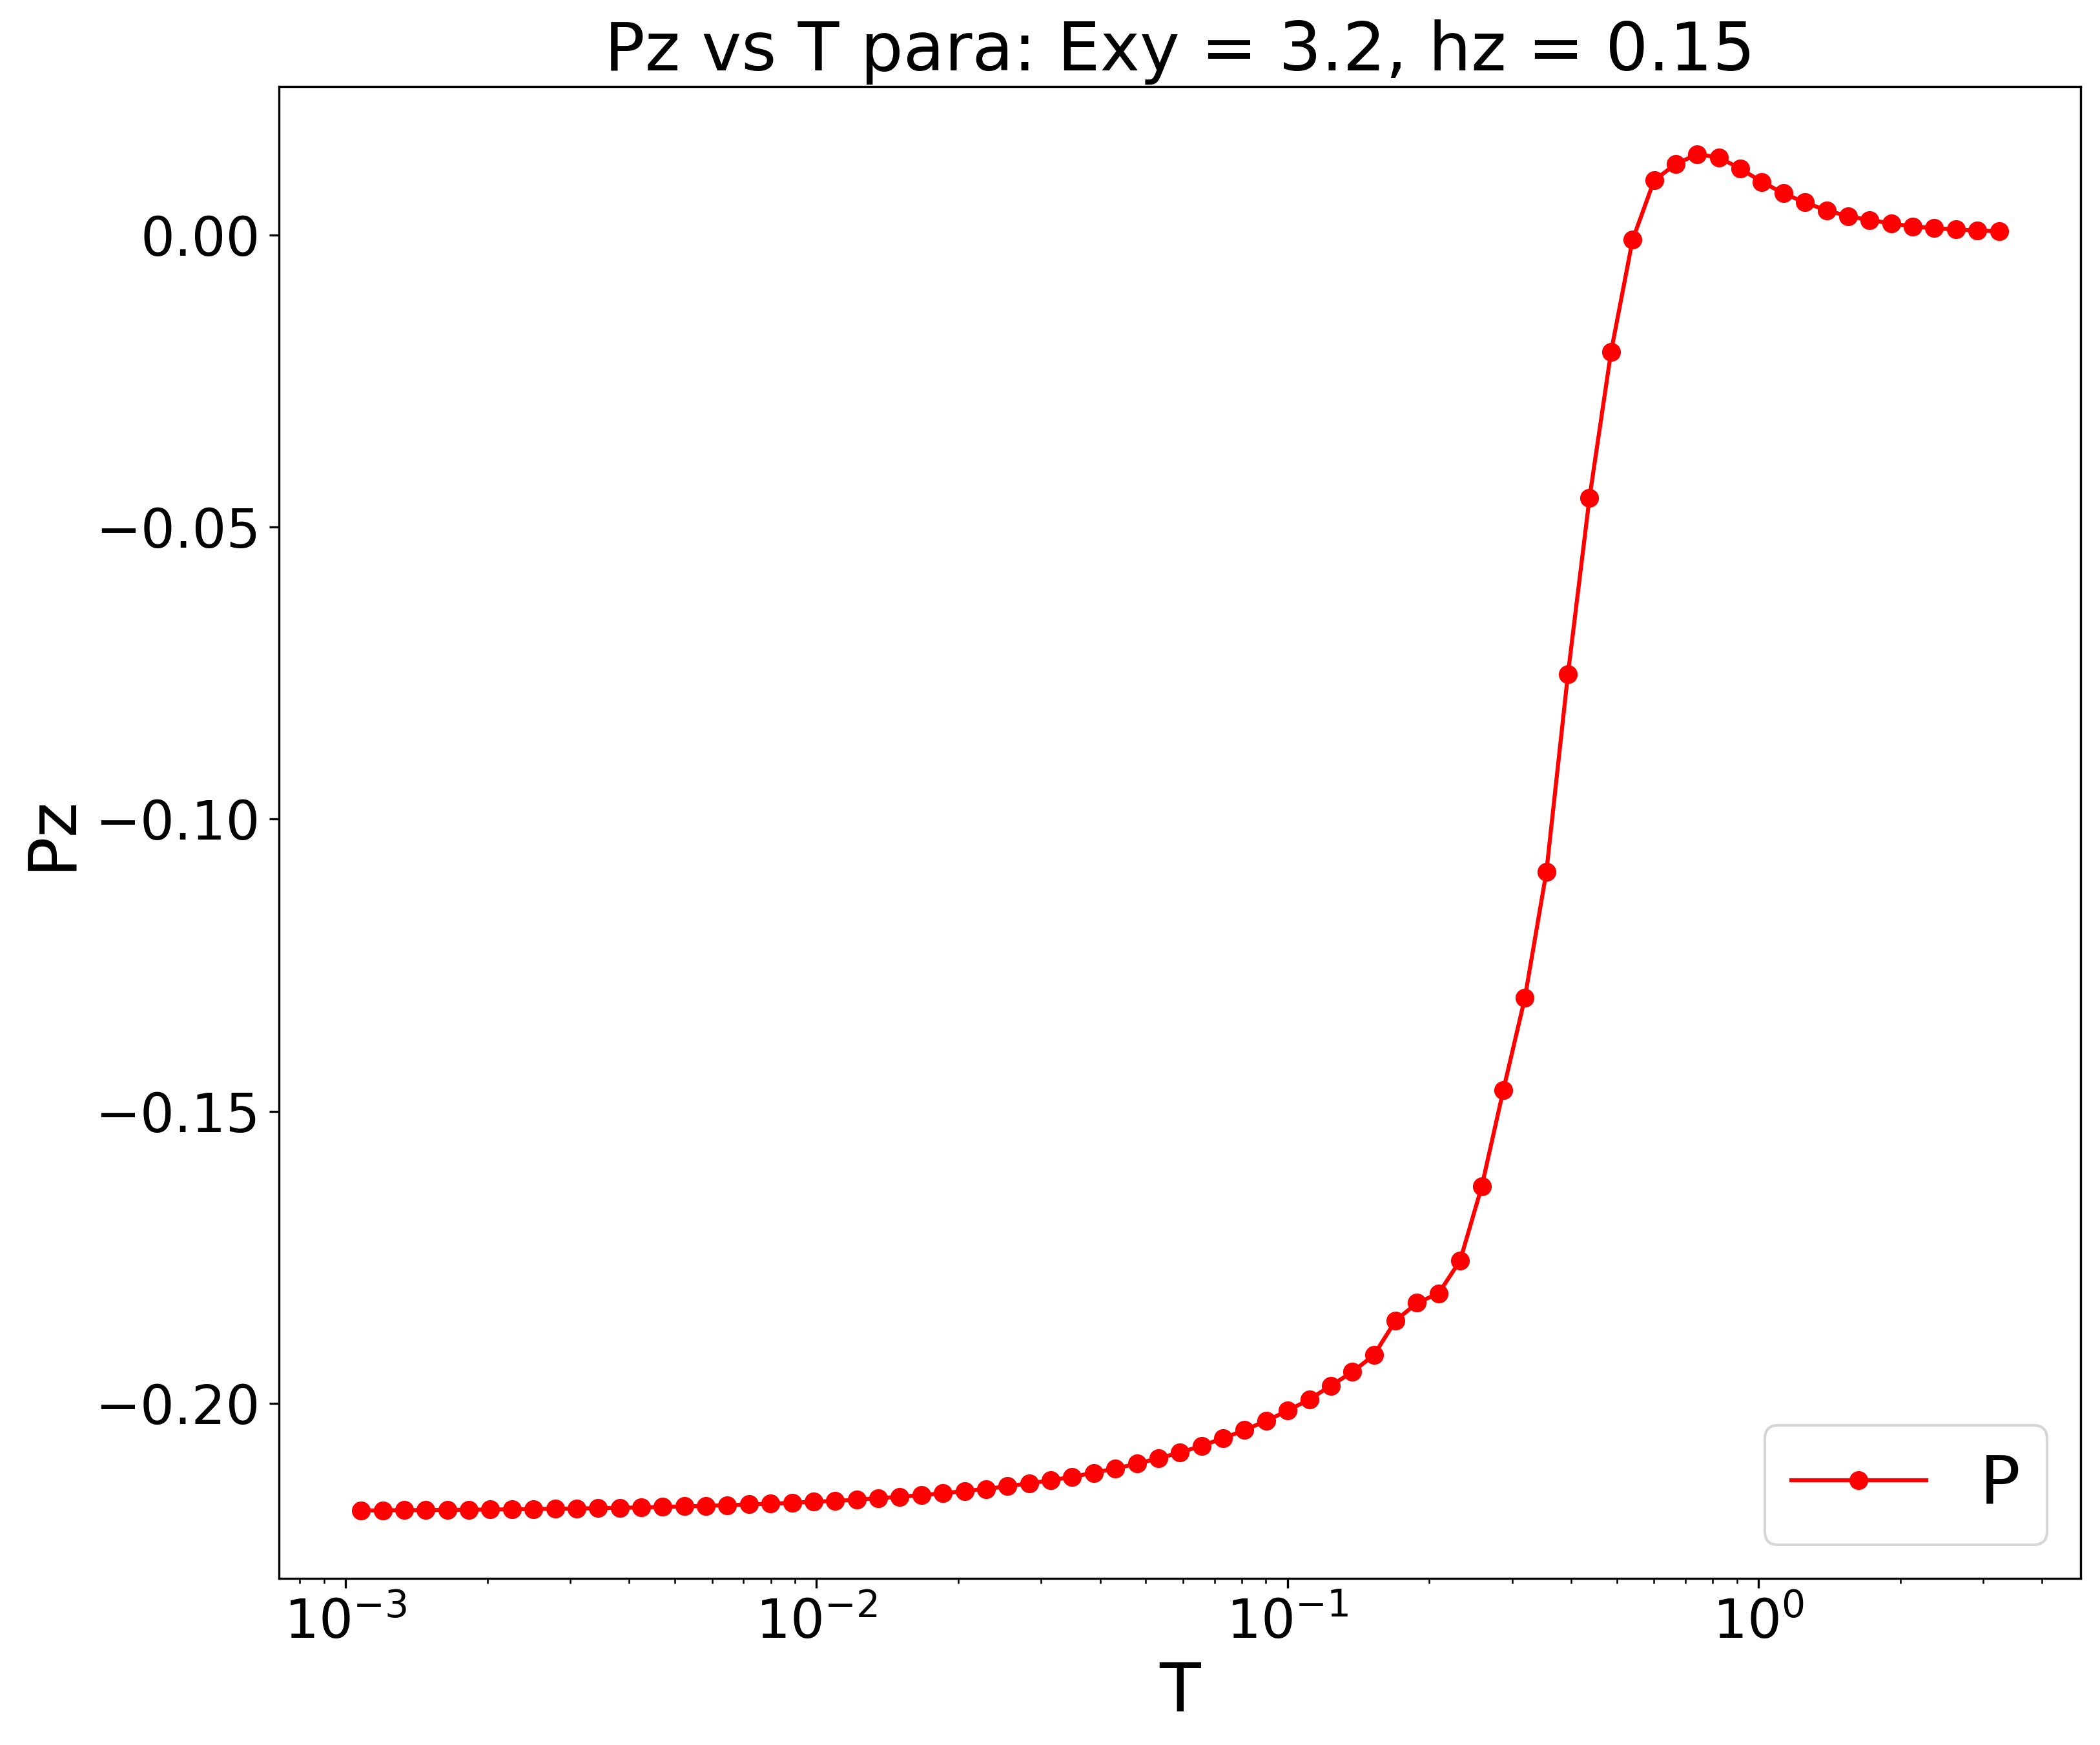 Pz vs T para: Exy = 3.2, hz = 0.15
0.00
−0.05
−0.10
−0.15
−0.20
Pz
P
10⁻³ 10⁻² 10⁻¹ 10⁰
T